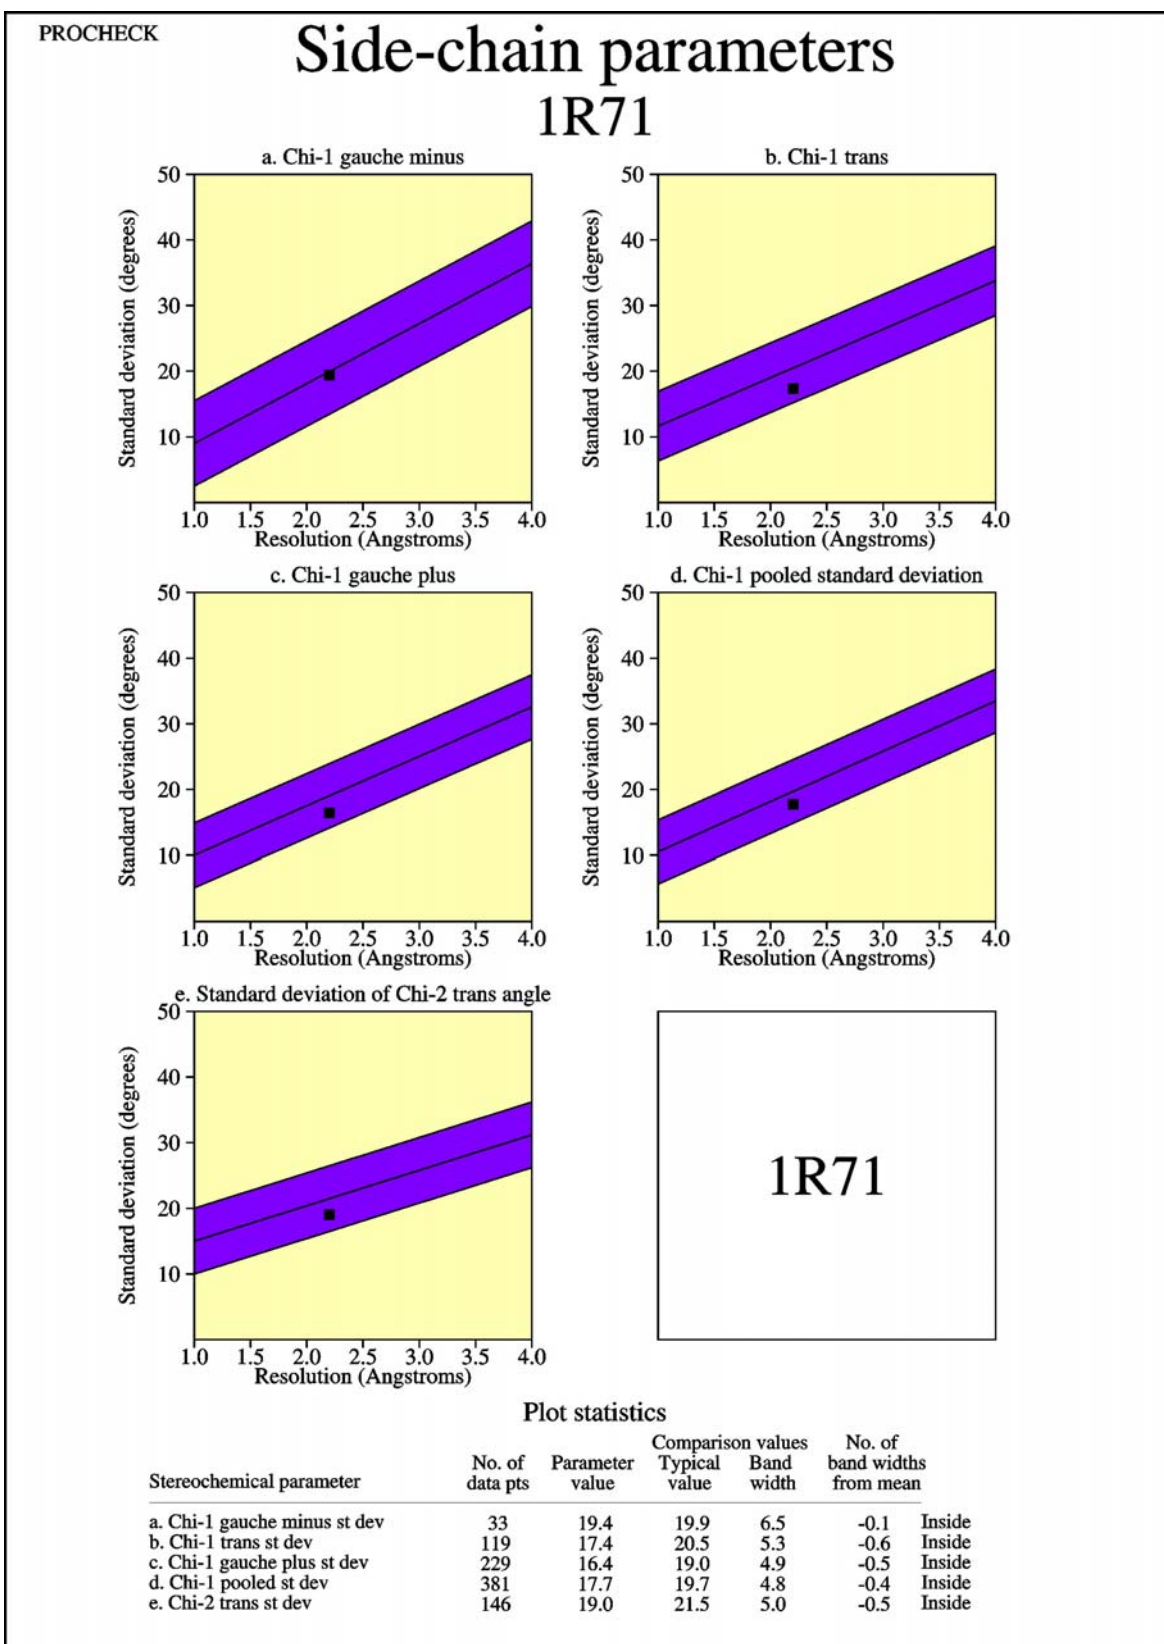 PROCHECK
Side-chain parameters
1R71
a. Chi-1 gauche minus
50
40
30
20
10
Standard deviation (degrees)
1.0 1.5 2.0 2.5 3.0 3.5 4.0
Resolution (Angstroms)
b. Chi-1 trans
50
40
30
20
10
Standard deviation (degrees)
1.0 1.5 2.0 2.5 3.0 3.5 4.0
Resolution (Angstroms)
c. Chi-1 gauche plus
50
40
30
20
10
Standard deviation (degrees)
1.0 1.5 2.0 2.5 3.0 3.5 4.0
Resolution (Angstroms)
d. Chi-1 pooled standard deviation
50
40
30
20
10
Standard deviation (degrees)
1.0 1.5 2.0 2.5 3.0 3.5 4.0
Resolution (Angstroms)
e. Standard deviation of Chi-2 trans angle
50
40
30
20
10
Standard deviation (degrees)
1.0 1.5 2.0 2.5 3.0 3.5 4.0
Resolution (Angstroms)
1R71
Plot statistics
Comparison values No. of
No. of Parameter Typical Band band widths
Stereochemical parameter data pts value value width from mean
a. Chi-1 gauche minus st dev 33 19.4 19.9 6.5 -0.1 Inside
b. Chi-1 trans st dev 119 17.4 20.5 5.3 -0.6 Inside
c. Chi-1 gauche plus st dev 229 16.4 19.0 4.9 -0.5 Inside
d. Chi-1 pooled st dev 381 17.7 19.7 4.8 -0.4 Inside
e. Chi-2 trans st dev 146 19.0 21.5 5.0 -0.5 Inside